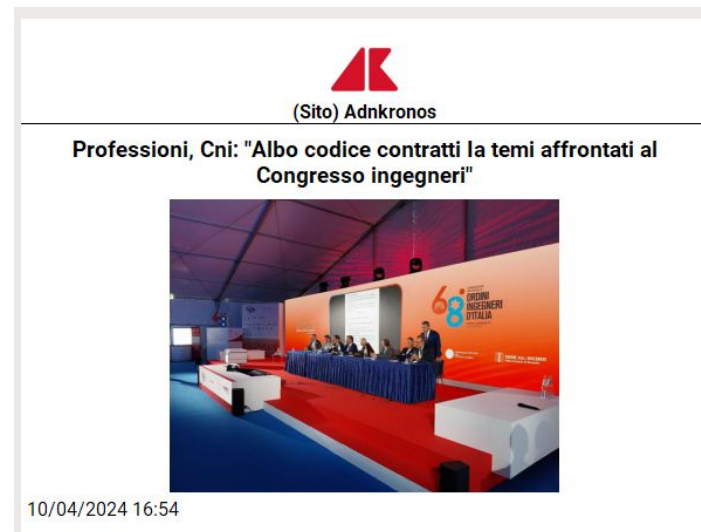 (Sito) Adnkronos
Professioni, Cni: "Albo codice contratti Ia temi affrontati al
Congresso ingegneri"
68°
ORDINI
INGEGNERI
D'ITALIA
10/04/2024 16:54